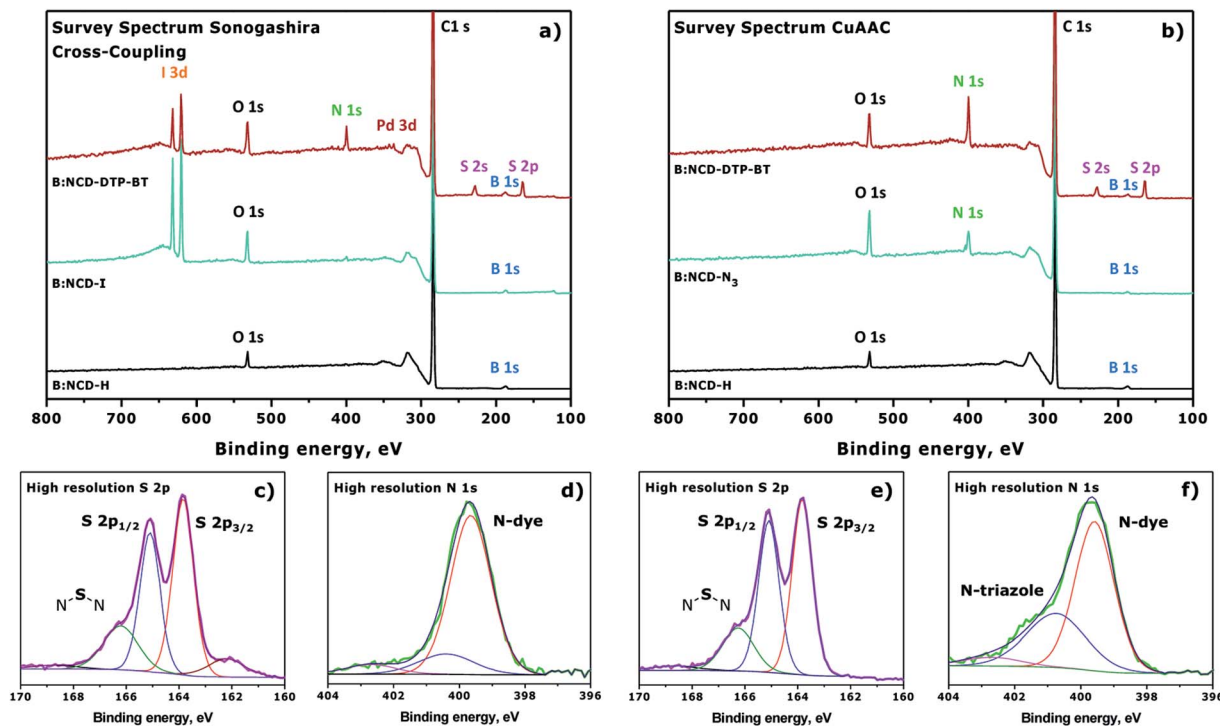 Survey Spectrum Sonogashira
Cross-Coupling
a)
C1 s
I 3d
O 1s
N 1s
Pd 3d
S 2s
S 2p
B 1s
B:NCD-DTP-BT
O 1s
B 1s
B:NCD-I
O 1s
B 1s
B:NCD-H
800 700 600 500 400 300 200 100
Binding energy, eV
Survey Spectrum CuAAC
b)
C 1s
O 1s
N 1s
S 2s
S 2p
B 1s
B:NCD-DTP-BT
O 1s
N 1s
B 1s
B:NCD-N3
O 1s
B 1s
B:NCD-H
800 700 600 500 400 300 200 100
Binding energy, eV
High resolution S 2p
c)
S 2p1/2
S 2p3/2
N S N
170 168 166 164 162 160
Binding energy, eV
High resolution N 1s
d)
N-dye
404 402 400 398 396
Binding energy, eV
High resolution S 2p
e)
S 2p1/2
S 2p3/2
N S N
170 168 166 164 162 160
Binding energy, eV
High resolution N 1s
f)
N-dye
N-triazole
404 402 400 398 396
Binding energy, eV